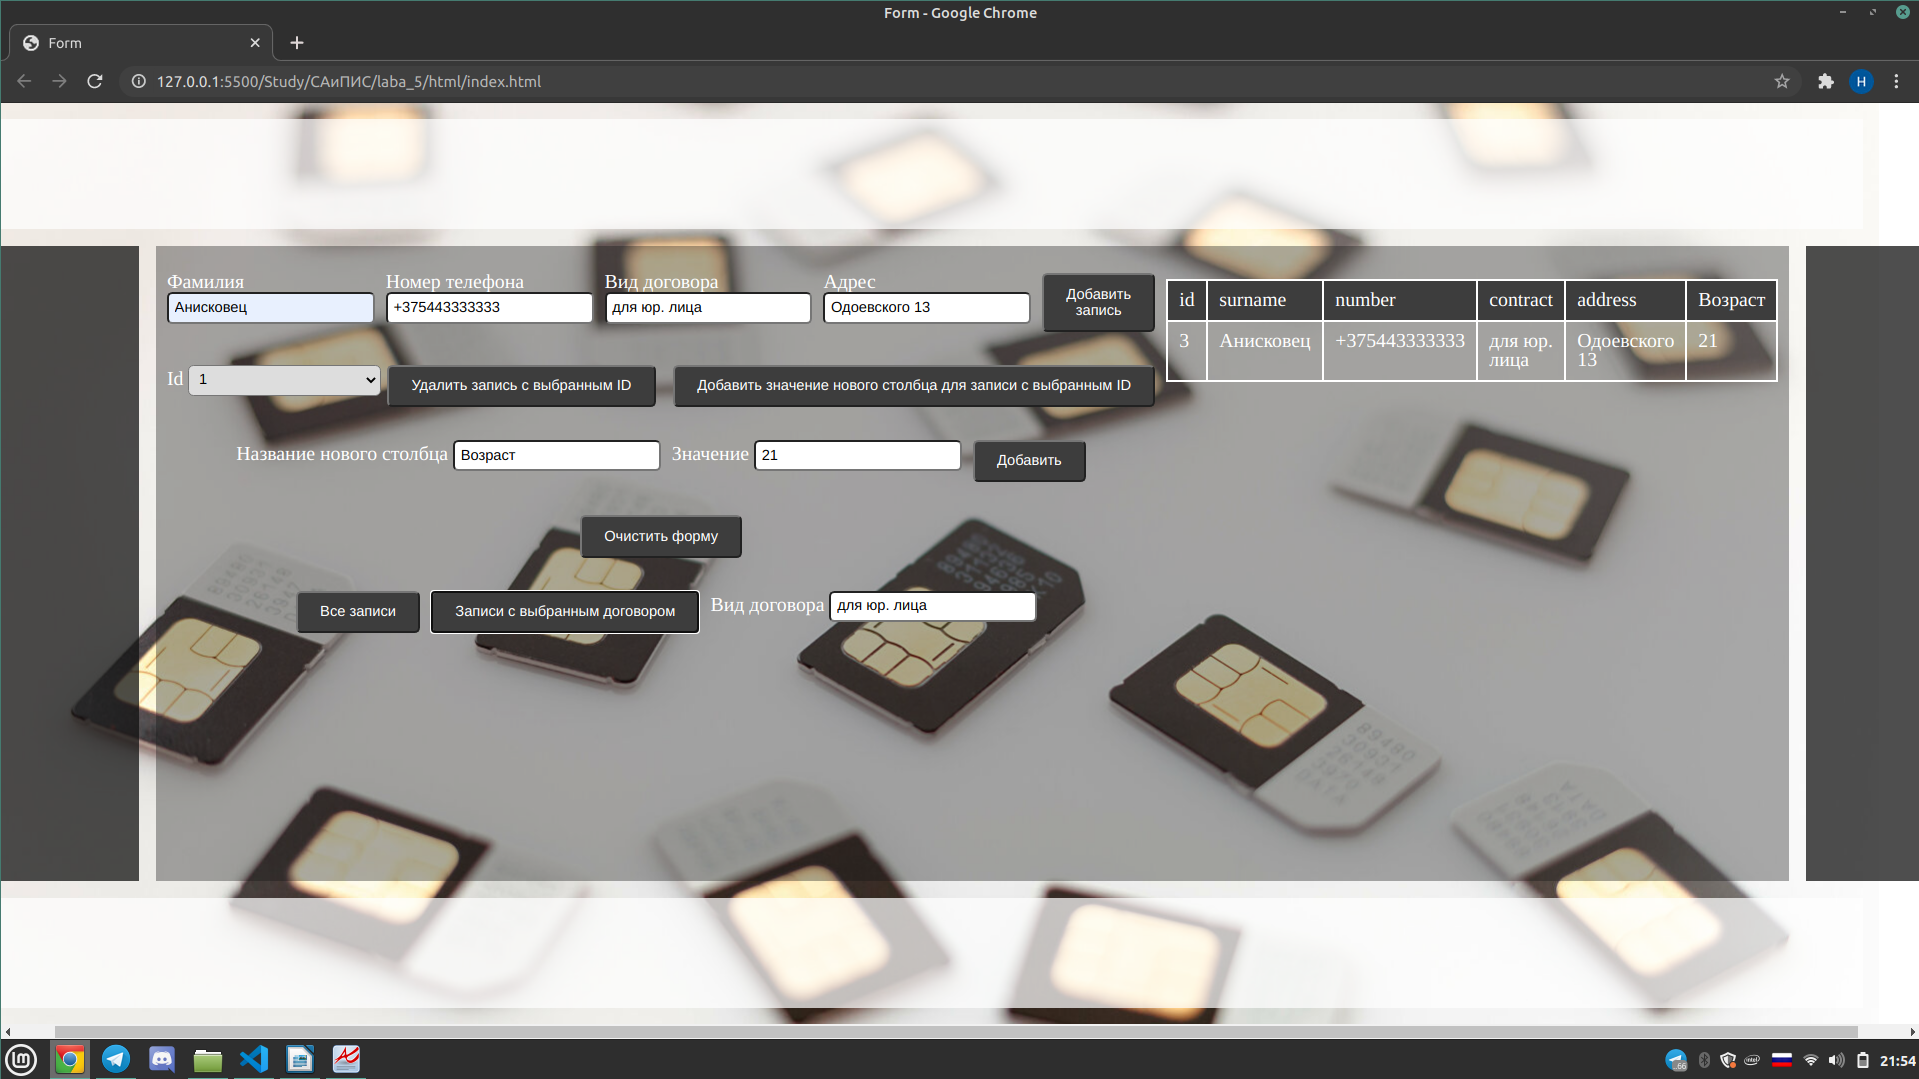 Form - Google Chrome
Form
127.0.0.1:5500/Study/САиПИС/laba_5/html/index.html
H
Фамилия Номер телефона Вид договора Адрес
Анисковец +375443333333 для юр. лица Одоевского 13
Добавить
запись
id surname number contract address Возраст
3 Анисковец +375443333333 для юр. лица Одоевского 13 21
Id 1 Удалить запись с выбранным ID Добавить значение нового столбца для записи с выбранным ID
Название нового столбца Возраст Значение 21 Добавить
Очистить форму
Все записи Записи с выбранным договором Вид договора для юр. лица
21:54